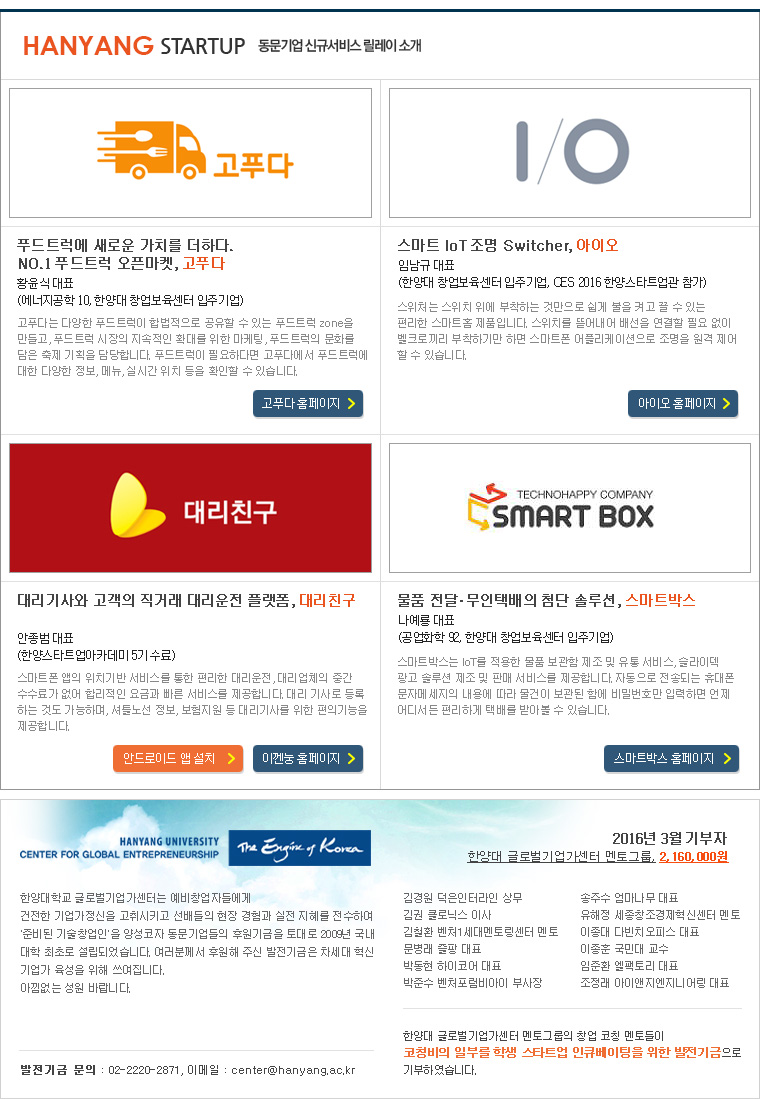 HANYANG STARTUP 동문기업 신규서비스 릴레이 소개
고푸다
푸드트럭에 새로운 가치를 더하다.
NO.1 푸드트럭 오픈마켓, 고푸다
황윤식 대표
(에너지공학 10, 한양대 창업보육센터 입주기업)
고푸다는 다양한 푸드트럭이 합법적으로 공유할 수 있는 푸드트럭 zone을
만들고, 푸드트럭 시장의 지속적인 확대를 위한 마케팅, 푸드트럭의 문화를
담은 축제 기획을 담당합니다. 푸드트럭이 필요하다면 고푸다에서 푸드트럭에
대한 다양한 정보, 메뉴, 실시간 위치 등을 확인할 수 있습니다.
고푸다 홈페이지
I/O
스마트 IoT 조명 Switcher, 아이오
임남규 대표
(한양대 창업보육센터 입주기업, CES 2016 한양스타트업관 참가)
스위처는 스위치 위에 부착하는 것만으로 쉽게 불을 켜고 끌 수 있는
편리한 스마트홈 제품입니다. 스위치를 뜯어내어 배선을 연결할 필요 없이
벨크로끼리 부착하기만 하면 스마트폰 어플리케이션으로 조명을 원격 제어
할 수 있습니다.
아이오 홈페이지
대리친구
대리기사와 고객의 직거래 대리운전 플랫폼, 대리친구
안종범 대표
(한양스타트업아카데미 5기 수료)
스마트폰 앱의 위치기반 서비스를 통한 편리한 대리운전, 대리업체의 중간
수수료가 없어 합리적인 요금과 빠른 서비스를 제공합니다. 대리 기사로 등록
하는 것도 가능하며, 셔틀노선 정보, 보험지원 등 대리기사를 위한 편의기능을
제공합니다.
안드로이드 앱 설치
이껜눙 홈페이지
TECHNOHAPPY COMPANY
SMART BOX
물품 전달·무인택배의 첨단 솔루션, 스마트박스
나예룡 대표
(공업화학 92, 한양대 창업보육센터 입주기업)
스마트박스는 IoT를 적용한 물품 보관함 제조 및 유통 서비스, 슬라이덱
광고 솔루션 제조 및 판매 서비스를 제공합니다. 자동으로 전송되는 휴대폰
문자메세지의 내용에 따라 물건이 보관된 함에 비밀번호만 입력하면 언제
어디서든 편리하게 택배를 받아볼 수 있습니다.
스마트박스 홈페이지
HANYANG UNIVERSITY
CENTER FOR GLOBAL ENTREPRENEURSHIP
The Engine of Korea
한양대학교 글로벌기업가센터는 예비창업자들에게
건전한 기업가정신을 고취시키고 선배들의 현장 경험과 실전 지혜를 전수하여
'준비된 기술창업인'을 양성코자 동문기업들의 후원기금을 토대로 2009년 국내
대학 최초로 설립되었습니다. 여러분께서 후원해 주신 발전기금은 차세대 혁신
기업가 육성을 위해 쓰여집니다.
아낌없는 성원 바랍니다.
발전기금 문의 : 02-2220-2871, 이메일 : center@hanyang.ac.kr
2016년 3월 기부자
한양대 글로벌기업가센터 멘토그룹, 2,160,000원
김경원 덕은인터라인 상무
김권 클로닉스 이사
김형환 벤처1세대멘토링센터 멘토
문병래 즐팡 대표
박동현 하이코어 대표
박준수 벤처포럼비아이 부사장
송주수 엄마나무 대표
유해정 세종창조경제혁신센터 멘토
이종대 다빈치오피스 대표
이종훈 국민대 교수
임준환 엘팩토리 대표
조정래 아이앤지엔지니어링 대표
한양대 글로벌기업가센터 멘토그룹의 창업 코칭 멘토들이
코칭비의 일부를 학생 스타트업 인큐베이팅을 위한 발전기금으로
기부하였습니다.